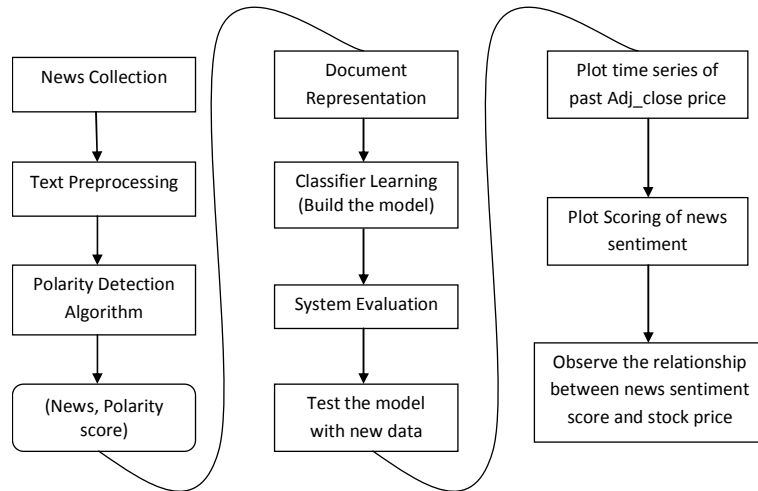 News Collection
Text Preprocessing
Polarity Detection
Algorithm
(News, Polarity
score)
Document
Representation
Classifier Learning
(Build the model)
System Evaluation
Test the model
with new data
Plot time series of
past Adj_close price
Plot Scoring of news
sentiment
Observe the relationship
between news sentiment
score and stock price